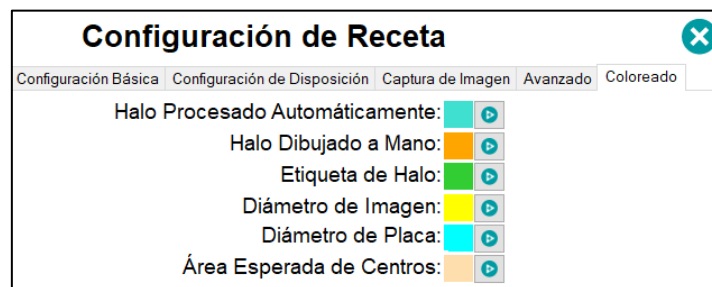 Configuración de Receta
Configuración Básica Configuración de Disposición Captura de Imagen Avanzado Coloreado
Halo Procesado Automáticamente:
Halo Dibujado a Mano:
Etiqueta de Halo:
Diámetro de Imagen:
Diámetro de Placa:
Área Esperada de Centros: